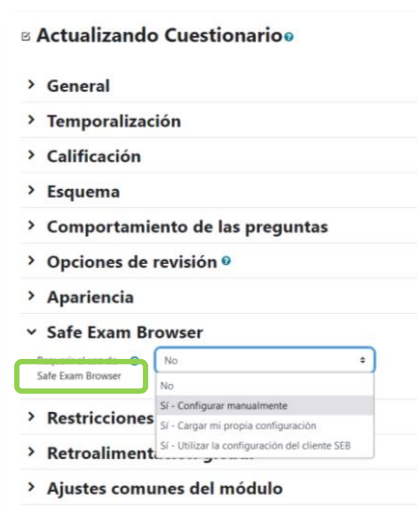 Actualizando Cuestionario
General
Temporalización
Calificación
Esquema
Comportamiento de las preguntas
Opciones de revisión
Apariencia
Safe Exam Browser
No
Safe Exam Browser
No
Sí - Configurar manualmente
Sí - Cargar mi propia configuración
Sí - Utilizar la configuración del cliente SEB
Restricciones
Ajustes comunes del módulo